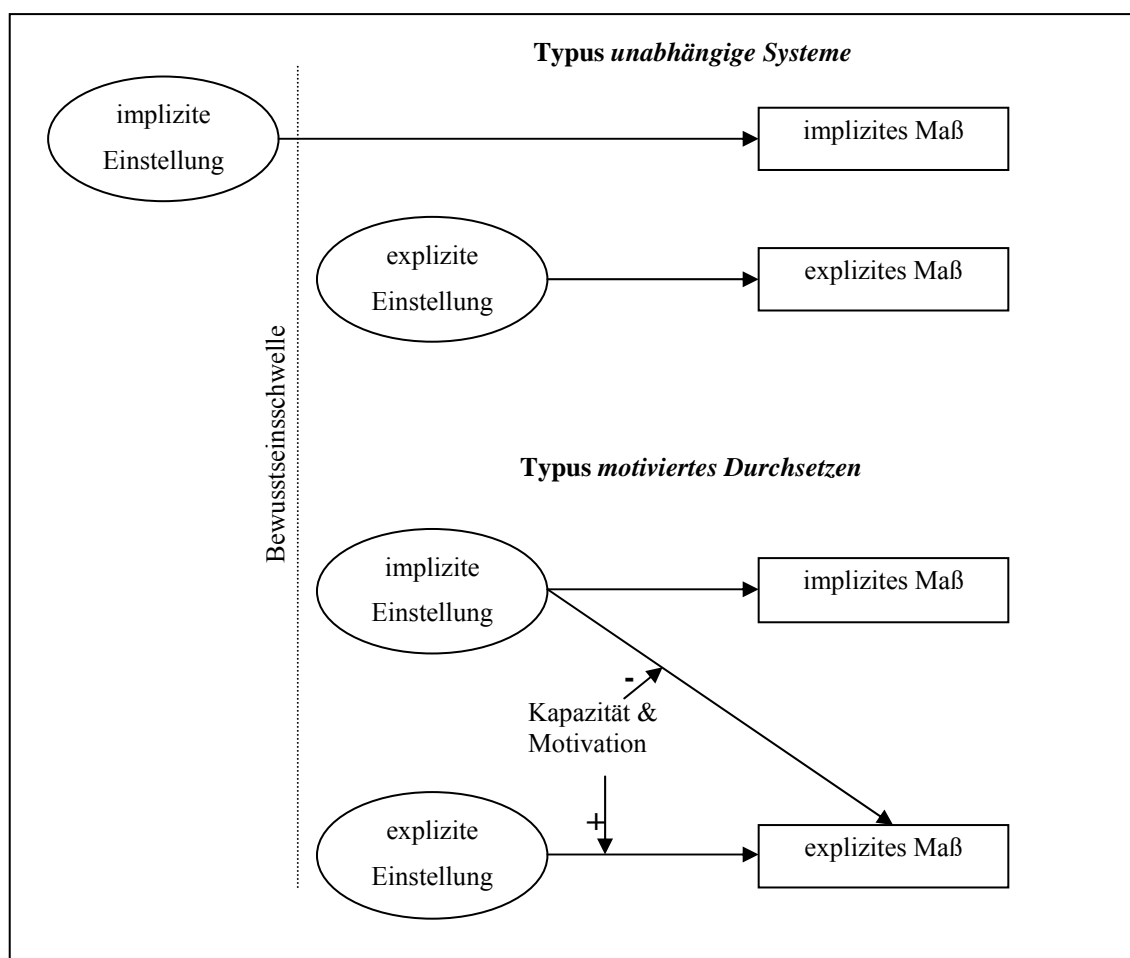 Typus unabhängige Systeme
implizite
Einstellung
implizites Maß
explizite
Einstellung
explizites Maß
Bewusstseinsschwelle
Typus motiviertes Durchsetzen
implizite
Einstellung
implizites Maß
-
Kapazität &
Motivation
+
explizite
Einstellung
explizites Maß